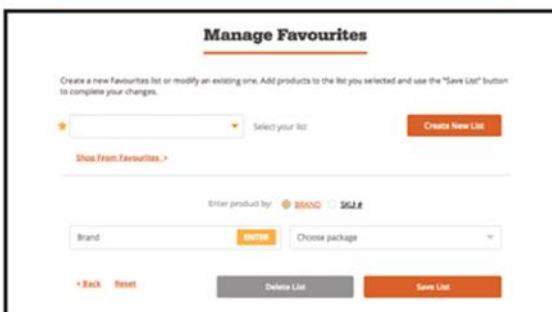 Manage Favourites
Create a new Favourites list or modify an existing one. Add products to the list you selected and use the "Save List" button
to complete your changes.
Select your list
Create New List
Shop From Favourites >
Enter product by: BRAND SKU #
Brand ENTER Choose package
< Back Reset Delete List Save List